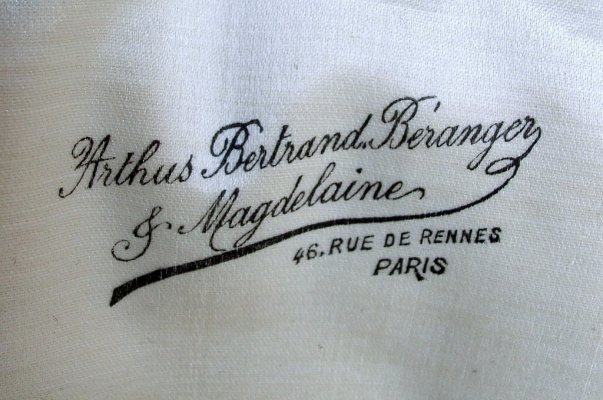 Arthus Bertrand. Béranger
& Magdelaine
46. RUE DE RENNES
PARIS